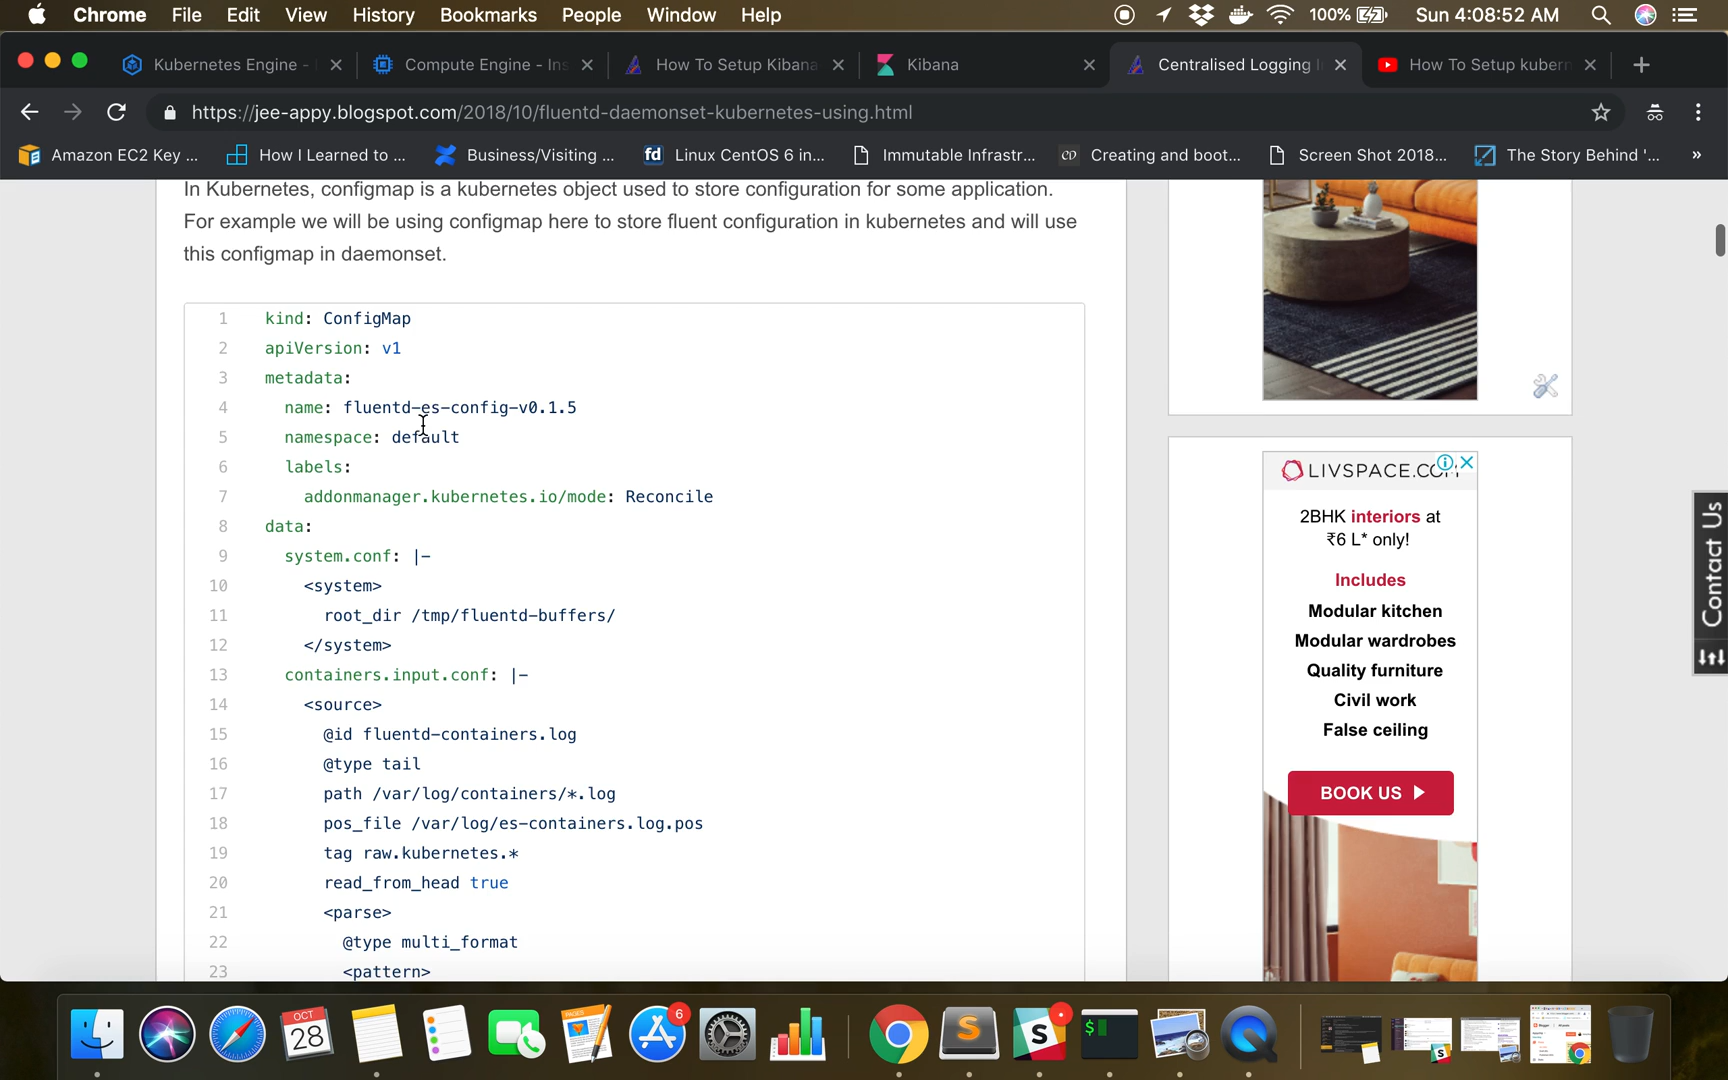 Chrome File Edit View History Bookmarks People Window Help 100% Sun 4:08:52 AM
Kubernetes Engine - Compute Engine - Ins How To Setup Kibana Kibana Centralised Logging How To Setup kubern
https://jee-appy.blogspot.com/2018/10/fluentd-daemonset-kubernetes-using.html
Amazon EC2 Key ... How I Learned to ... Business/Visiting ... fd Linux CentOS 6 in... Immutable Infrastr... CD Creating and boot... Screen Shot 2018... The Story Behind '... »
In Kubernetes, configmap is a kubernetes object used to store configuration for some application.
For example we will be using configmap here to store fluent configuration in kubernetes and will use
this configmap in daemonset.
1 kind: ConfigMap
2 apiVersion: v1
3 metadata:
4 name: fluentd-es-config-v0.1.5
5 namespace: default
6 labels:
7 addonmanager.kubernetes.io/mode: Reconcile
8 data:
9 system.conf: |-
10 <system>
11 root_dir /tmp/fluentd-buffers/
12 </system>
13 containers.input.conf: |-
14 <source>
15 @id fluentd-containers.log
16 @type tail
17 path /var/log/containers/*.log
18 pos_file /var/log/es-containers.log.pos
19 tag raw.kubernetes.*
20 read_from_head true
21 <parse>
22 @type multi_format
23 <pattern>
LIVSPACE.COM
2BHK interiors at
₹6 L* only!
Includes
Modular kitchen
Modular wardrobes
Quality furniture
Civil work
False ceiling
BOOK US
Contact Us
OCT
28
6